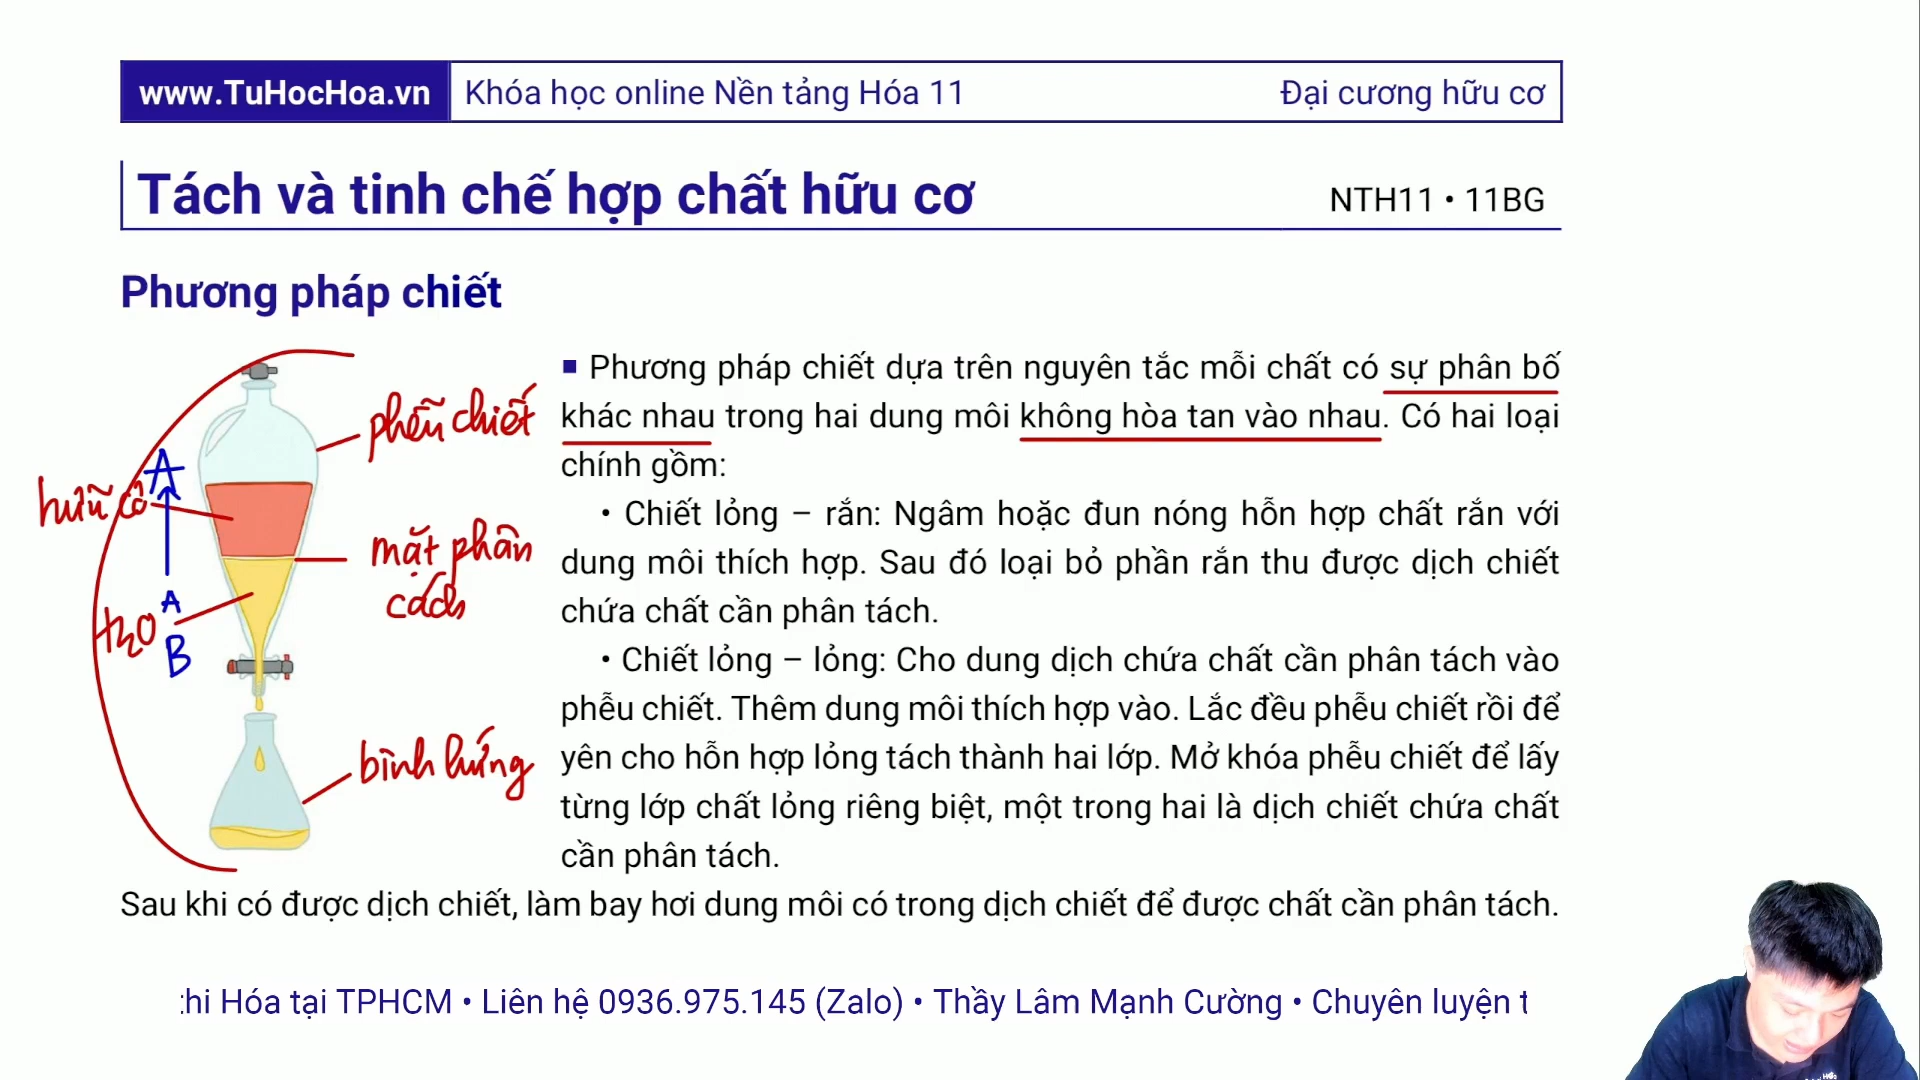 www.TuHocHoa.vn Khóa học online Nền tảng Hóa 11 Đại cương hữu cơ
Tách và tinh chế hợp chất hữu cơ NTH11 • 11BG
Phương pháp chiết
phễu chiết
A
hữu cơ
mặt phân
cách
A
H2O
B
bình hứng
▪ Phương pháp chiết dựa trên nguyên tắc mỗi chất có sự phân bố
khác nhau trong hai dung môi không hòa tan vào nhau. Có hai loại
chính gồm:
• Chiết lỏng – rắn: Ngâm hoặc đun nóng hỗn hợp chất rắn với
dung môi thích hợp. Sau đó loại bỏ phần rắn thu được dịch chiết
chứa chất cần phân tách.
• Chiết lỏng – lỏng: Cho dung dịch chứa chất cần phân tách vào
phễu chiết. Thêm dung môi thích hợp vào. Lắc đều phễu chiết rồi để
yên cho hỗn hợp lỏng tách thành hai lớp. Mở khóa phễu chiết để lấy
từng lớp chất lỏng riêng biệt, một trong hai là dịch chiết chứa chất
cần phân tách.
Sau khi có được dịch chiết, làm bay hơi dung môi có trong dịch chiết để được chất cần phân tách.
thi Hóa tại TPHCM • Liên hệ 0936.975.145 (Zalo) • Thầy Lâm Mạnh Cường • Chuyên luyện t